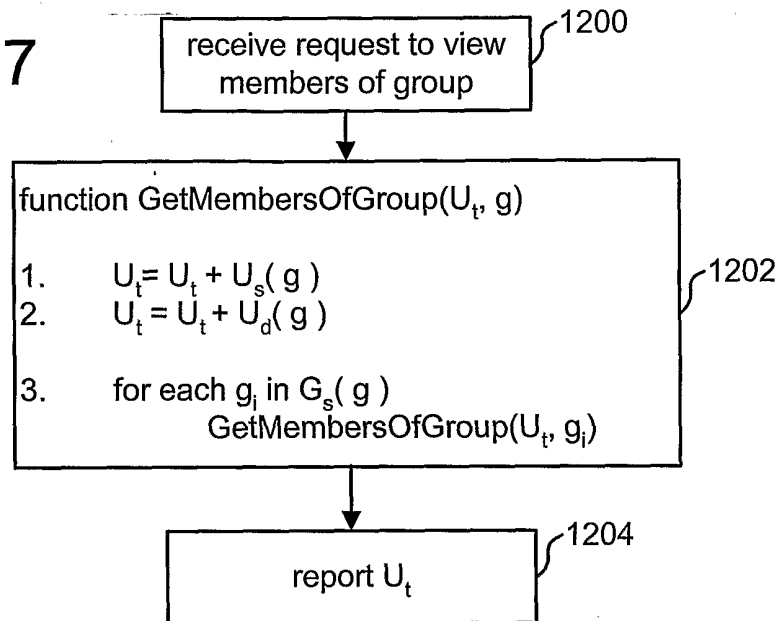 7
receive request to view
members of group
1200
function GetMembersOfGroup(Uₜ, g)
1. Uₜ= Uₜ + Uₛ( g )
2. Uₜ = Uₜ + U_d( g )
3. for each gᵢ in Gₛ( g )
GetMembersOfGroup(Uₜ, gᵢ)
1202
report Uₜ
1204